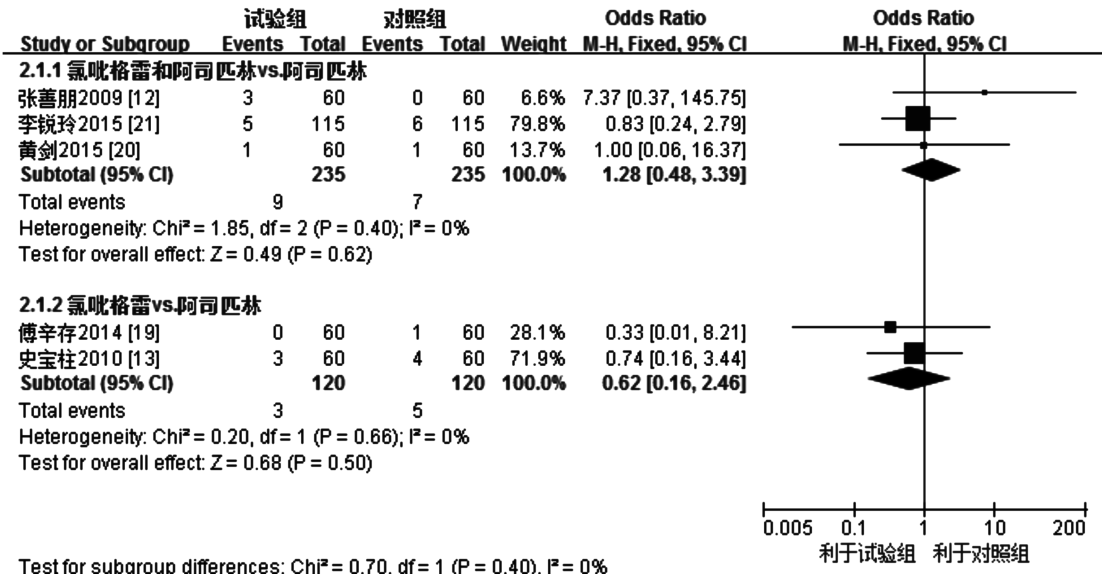 试验组 对照组 Odds Ratio Odds Ratio
Study or Subgroup Events Total Events Total Weight M-H, Fixed, 95% CI M-H, Fixed, 95% CI
2.1.1 氯吡格雷和阿司匹林vs.阿司匹林
张善朋2009 [12] 3 60 0 60 6.6% 7.37 [0.37, 145.75]
李锐玲2015 [21] 5 115 6 115 79.8% 0.83 [0.24, 2.79]
黄剑2015 [20] 1 60 1 60 13.7% 1.00 [0.06, 16.37]
Subtotal (95% CI) 235 235 100.0% 1.28 [0.48, 3.39]
Total events 9 7
Heterogeneity: Chi² = 1.85, df = 2 (P = 0.40); I² = 0%
Test for overall effect: Z = 0.49 (P = 0.62)
2.1.2 氯吡格雷vs.阿司匹林
傅辛存2014 [19] 0 60 1 60 28.1% 0.33 [0.01, 8.21]
史宝柱2010 [13] 3 60 4 60 71.9% 0.74 [0.16, 3.44]
Subtotal (95% CI) 120 120 100.0% 0.62 [0.16, 2.46]
Total events 3 5
Heterogeneity: Chi² = 0.20, df = 1 (P = 0.66); I² = 0%
Test for overall effect: Z = 0.68 (P = 0.50)
0.005 0.1 1 10 200
利于试验组 利于对照组
Test for subgroup differences: Chi² = 0.70, df = 1 (P = 0.40), I² = 0%